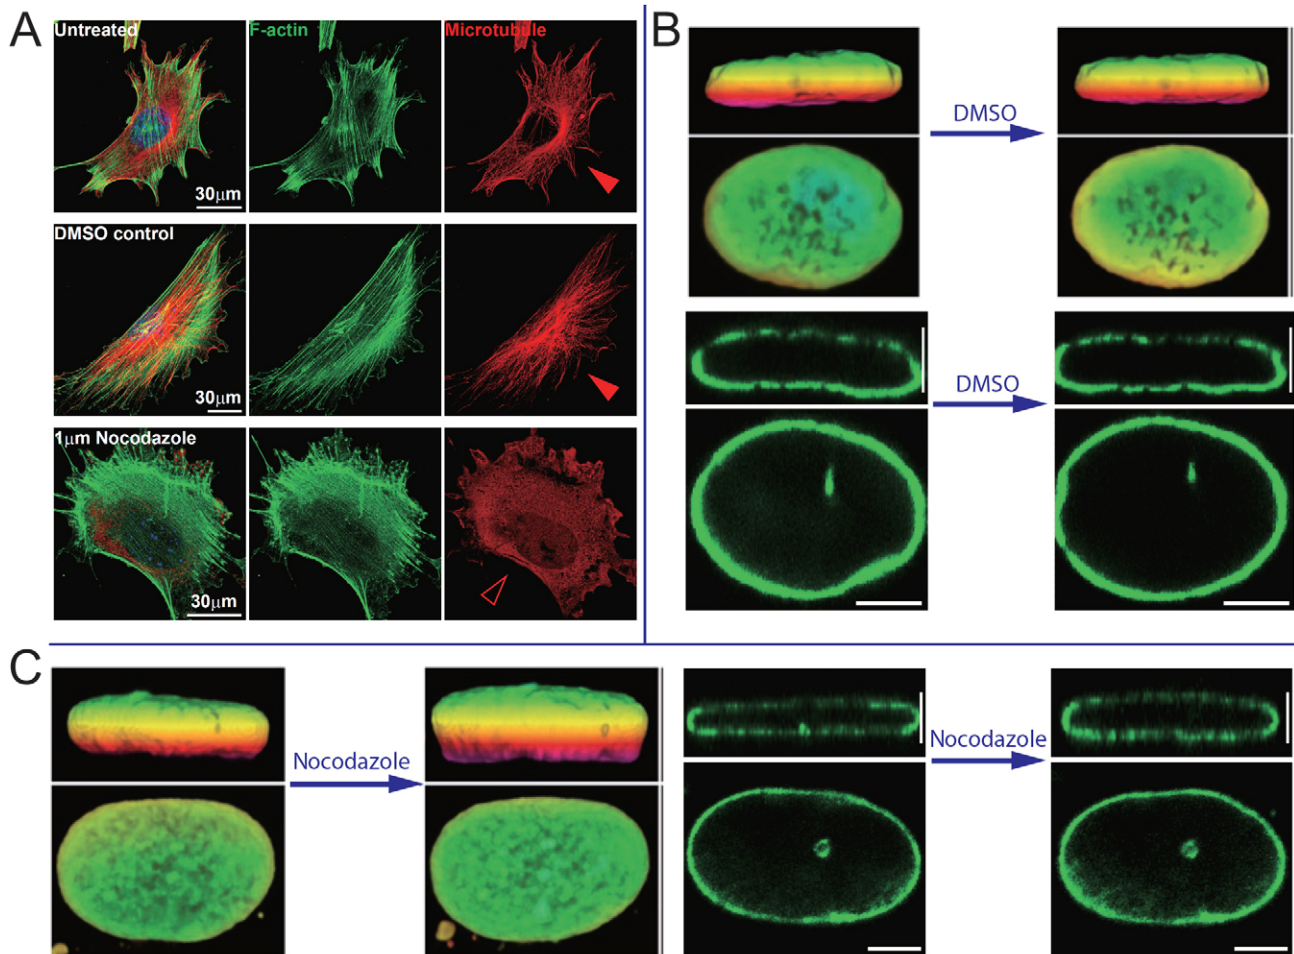 A
Untreated
F-actin
Microtubule
30μm
DMSO control
30μm
1μm Nocodazole
30μm
B
DMSO
DMSO
C
Nocodazole
Nocodazole